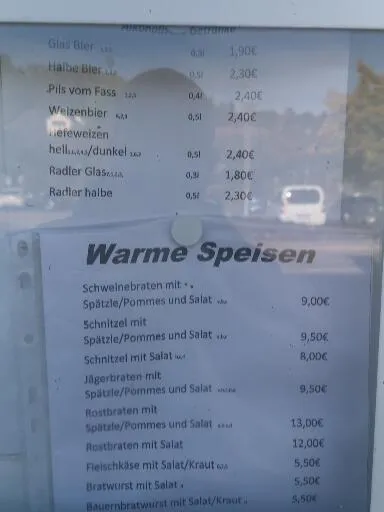 Alkoholis. Getränke
Glas Bier 0,3l 1,90€
Halbe Bier 0,5l 2,30€
Pils vom Fass 0,4l 2,40€
Weizenbier 0,5l 2,40€
Hefeweizen
hell/dunkel 0,5l 2,40€
Radler Glas 0,3l 1,80€
Radler halbe 0,5l 2,30€
Warme Speisen
Schweinebraten mit
Spätzle/Pommes und Salat 9,00€
Schnitzel mit
Spätzle/Pommes und Salat 9,50€
Schnitzel mit Salat 8,00€
Jägerbraten mit
Spätzle/Pommes und Salat 9,50€
Rostbraten mit
Spätzle/Pommes und Salat 13,00€
Rostbraten mit Salat 12,00€
Fleischkäse mit Salat/Kraut 5,50€
Bratwurst mit Salat 5,50€
Bauernbratwurst mit Salat/Kraut 5,50€